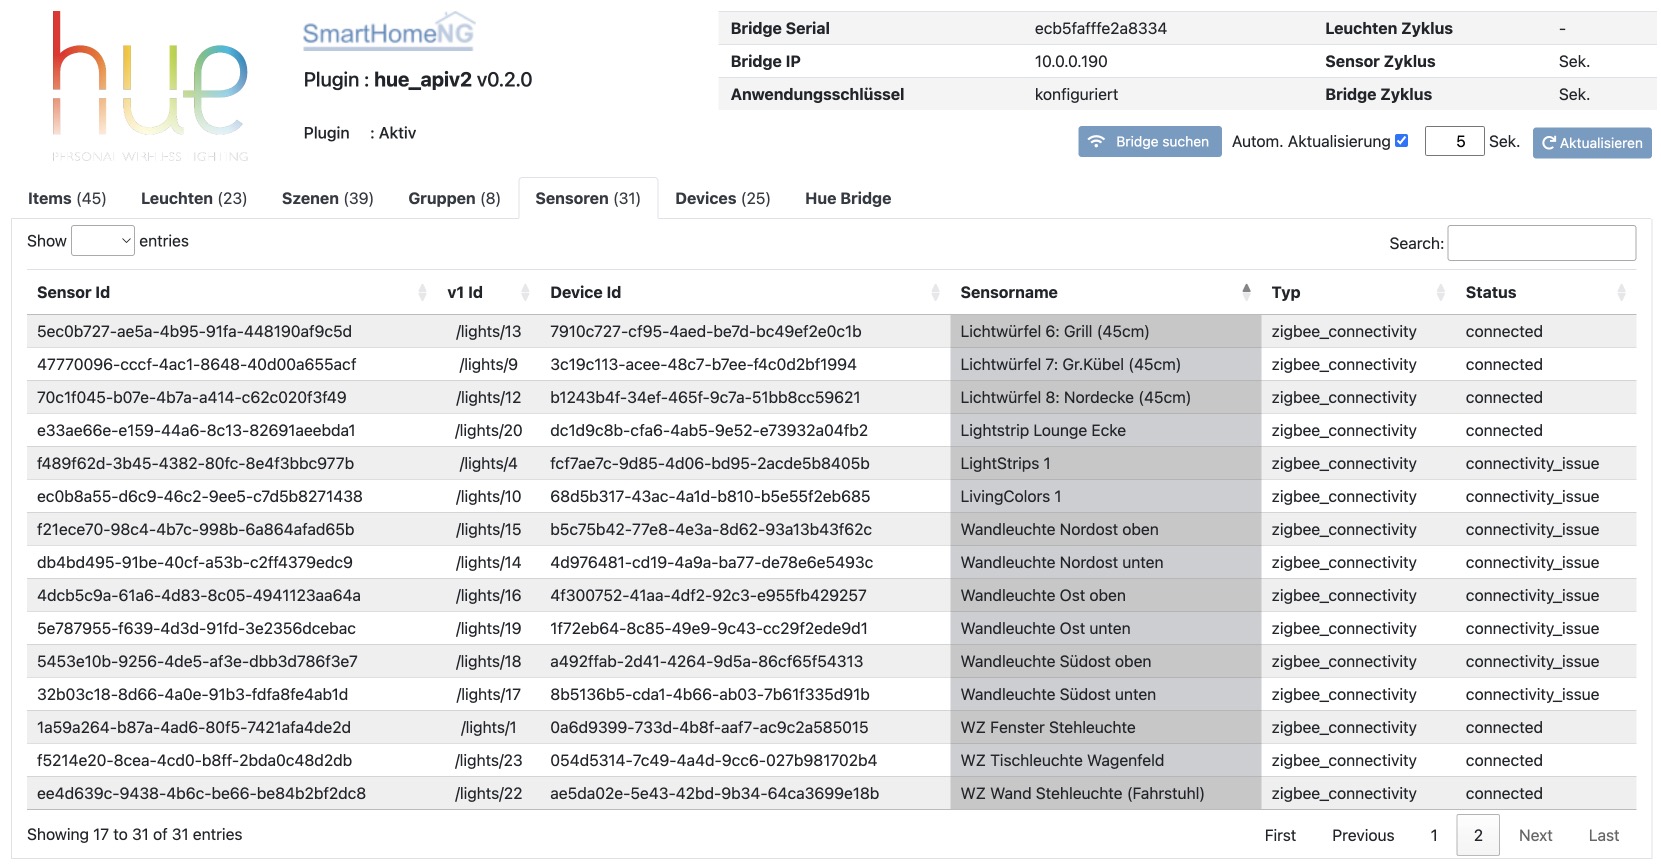 hue
PERSONAL WIRELESS LIGHTING
SmartHomeNG
Plugin : hue_apiv2 v0.2.0
Plugin : Aktiv
Bridge Serial ecb5fafffe2a8334 Leuchten Zyklus -
Bridge IP 10.0.0.190 Sensor Zyklus Sek.
Anwendungsschlüssel konfiguriert Bridge Zyklus Sek.
Bridge suchen Autom. Aktualisierung 5 Sek. Aktualisieren
Items (45) Leuchten (23) Szenen (39) Gruppen (8) Sensoren (31) Devices (25) Hue Bridge
Show entries Search:
Sensor Id v1 Id Device Id Sensorname Typ Status
5ec0b727-ae5a-4b95-91fa-448190af9c5d /lights/13 7910c727-cf95-4aed-be7d-bc49ef2e0c1b Lichtwürfel 6: Grill (45cm) zigbee_connectivity connected
47770096-cccf-4ac1-8648-40d00a655acf /lights/9 3c19c113-acee-48c7-b7ee-f4c0d2bf1994 Lichtwürfel 7: Gr.Kübel (45cm) zigbee_connectivity connected
70c1f045-b07e-4b7a-a414-c62c020f3f49 /lights/12 b1243b4f-34ef-465f-9c7a-51bb8cc59621 Lichtwürfel 8: Nordecke (45cm) zigbee_connectivity connected
e33ae66e-e159-44a6-8c13-82691aeebda1 /lights/20 dc1d9c8b-cfa6-4ab5-9e52-e73932a04fb2 Lightstrip Lounge Ecke zigbee_connectivity connected
f489f62d-3b45-4382-80fc-8e4f3bbc977b /lights/4 fcf7ae7c-9d85-4d06-bd95-2acde5b8405b LightStrips 1 zigbee_connectivity connectivity_issue
ec0b8a55-d6c9-46c2-9ee5-c7d5b8271438 /lights/10 68d5b317-43ac-4a1d-b810-b5e55f2eb685 LivingColors 1 zigbee_connectivity connectivity_issue
f21ece70-98c4-4b7c-998b-6a864afad65b /lights/15 b5c75b42-77e8-4e3a-8d62-93a13b43f62c Wandleuchte Nordost oben zigbee_connectivity connectivity_issue
db4bd495-91be-40cf-a53b-c2ff4379edc9 /lights/14 4d976481-cd19-4a9a-ba77-de78e6e5493c Wandleuchte Nordost unten zigbee_connectivity connectivity_issue
4dcb5c9a-61a6-4d83-8c05-4941123aa64a /lights/16 4f300752-41aa-4df2-92c3-e955fb429257 Wandleuchte Ost oben zigbee_connectivity connectivity_issue
5e787955-f639-4d3d-91fd-3e2356dcebac /lights/19 1f72eb64-8c85-49e9-9c43-cc29f2ede9d1 Wandleuchte Ost unten zigbee_connectivity connectivity_issue
5453e10b-9256-4de5-af3e-dbb3d786f3e7 /lights/18 a492ffab-2d41-4264-9d5a-86cf65f54313 Wandleuchte Südost oben zigbee_connectivity connectivity_issue
32b03c18-8d66-4a0e-91b3-fdfa8fe4ab1d /lights/17 8b5136b5-cda1-4b66-ab03-7b61f335d91b Wandleuchte Südost unten zigbee_connectivity connectivity_issue
1a59a264-b87a-4ad6-80f5-7421afa4de2d /lights/1 0a6d9399-733d-4b8f-aaf7-ac9c2a585015 WZ Fenster Stehleuchte zigbee_connectivity connected
f5214e20-8cea-4cd0-b8ff-2bda0c48d2db /lights/23 054d5314-7c49-4a4d-9cc6-027b981702b4 WZ Tischleuchte Wagenfeld zigbee_connectivity connected
ee4d639c-9438-4b6c-be66-be84b2bf2dc8 /lights/22 ae5da02e-5e43-42bd-9b34-64ca3699e18b WZ Wand Stehleuchte (Fahrstuhl) zigbee_connectivity connected
Showing 17 to 31 of 31 entries First Previous 1 2 Next Last